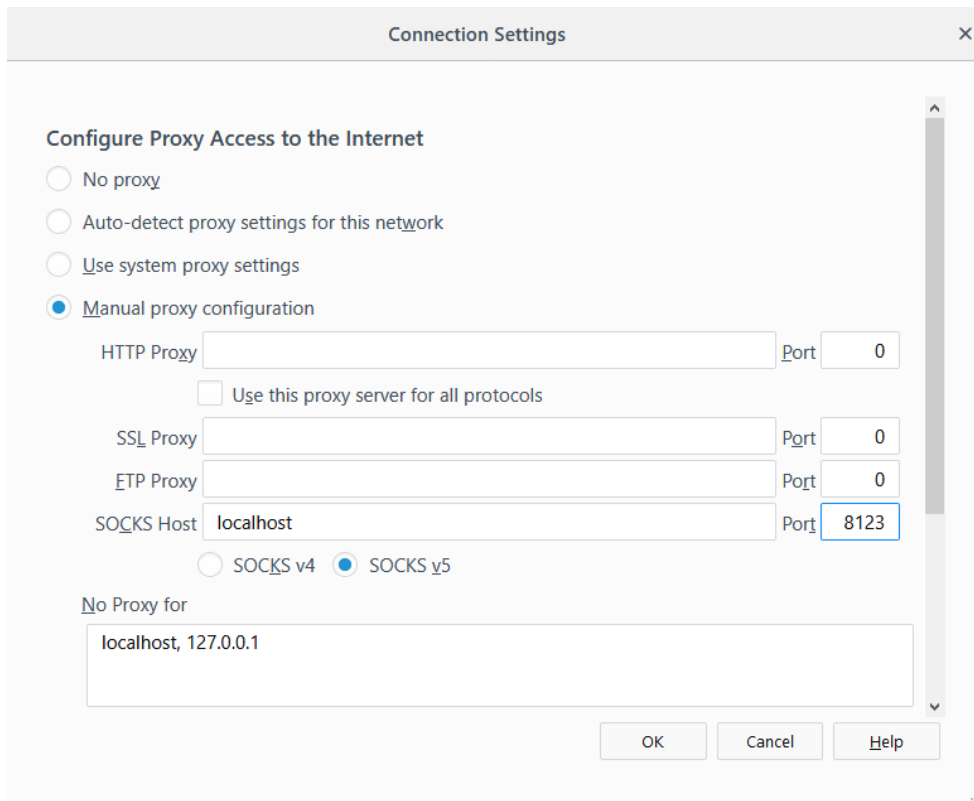 Connection Settings
Configure Proxy Access to the Internet
No proxy
Auto-detect proxy settings for this network
Use system proxy settings
Manual proxy configuration
HTTP Proxy Port 0
Use this proxy server for all protocols
SSL Proxy Port 0
FTP Proxy Port 0
SOCKS Host localhost Port 8123
SOCKS v4 SOCKS v5
No Proxy for
localhost, 127.0.0.1
OK Cancel Help